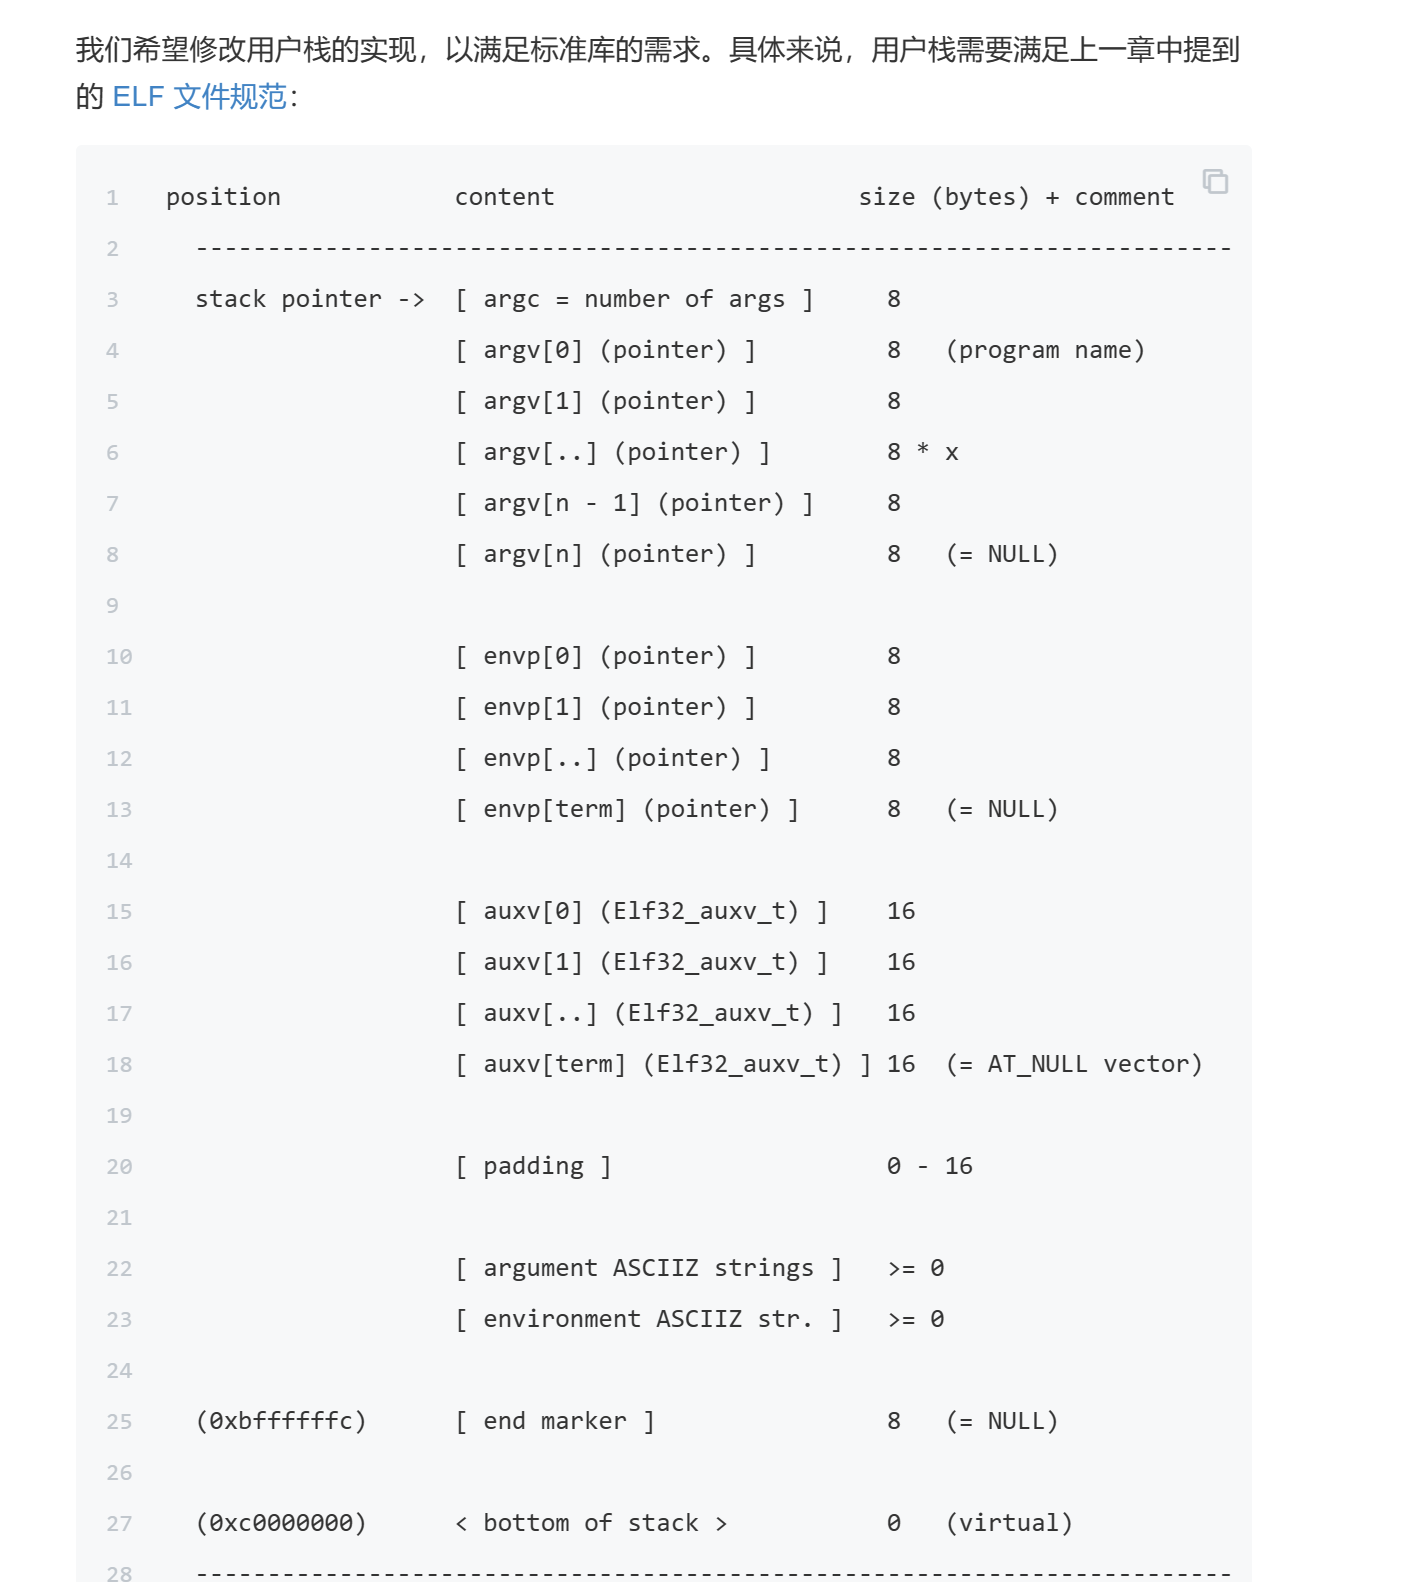 我们希望修改用户栈的实现，以满足标准库的需求。具体来说，用户栈需要满足上一章中提到
的 ELF 文件规范：
1 position content size (bytes) + comment
2 ------------------------------------------------------------------------
3 stack pointer -> [ argc = number of args ] 8
4 [ argv[0] (pointer) ] 8 (program name)
5 [ argv[1] (pointer) ] 8
6 [ argv[..] (pointer) ] 8 * x
7 [ argv[n - 1] (pointer) ] 8
8 [ argv[n] (pointer) ] 8 (= NULL)
9
10 [ envp[0] (pointer) ] 8
11 [ envp[1] (pointer) ] 8
12 [ envp[..] (pointer) ] 8
13 [ envp[term] (pointer) ] 8 (= NULL)
14
15 [ auxv[0] (Elf32_auxv_t) ] 16
16 [ auxv[1] (Elf32_auxv_t) ] 16
17 [ auxv[..] (Elf32_auxv_t) ] 16
18 [ auxv[term] (Elf32_auxv_t) ] 16 (= AT_NULL vector)
19
20 [ padding ] 0 - 16
21
22 [ argument ASCIIZ strings ] >= 0
23 [ environment ASCIIZ str. ] >= 0
24
25 (0xbffffffc) [ end marker ] 8 (= NULL)
26
27 (0xc0000000) < bottom of stack > 0 (virtual)
28 ------------------------------------------------------------------------